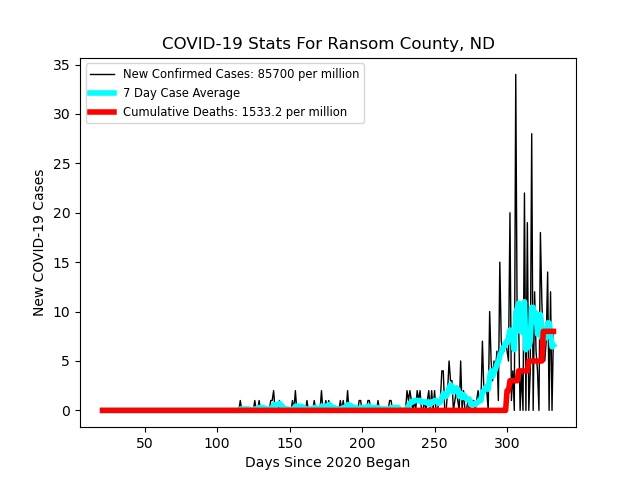 COVID-19 Stats For Ransom County, ND
New Confirmed Cases: 85700 per million
7 Day Case Average
Cumulative Deaths: 1533.2 per million
35
30
25
20
15
10
5
0
New COVID-19 Cases
50 100 150 200 250 300
Days Since 2020 Began